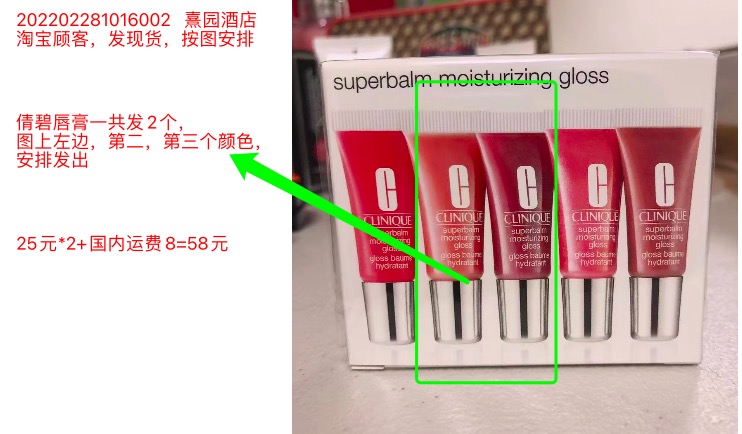 202202281016002 熹园酒店
淘宝顾客，发现货，按图安排
倩碧唇膏一共发2个，
图上左边，第二，第三个颜色，
安排发出
25元*2+国内运费8=58元
superbalm moisturizing gloss
CLINIQUE
superbalm
moisturizing
gloss
gloss baume
hydratant
CLINIQUE
superbalm
moisturizing
gloss
gloss baume
hydratant
CLINIQUE
superbalm
moisturizing
gloss
gloss baume
hydratant
CLINIQUE
superbalm
moisturizing
gloss
gloss baume
hydratant
CLINIQUE
superbalm
moisturizing
gloss
gloss baume
hydratant